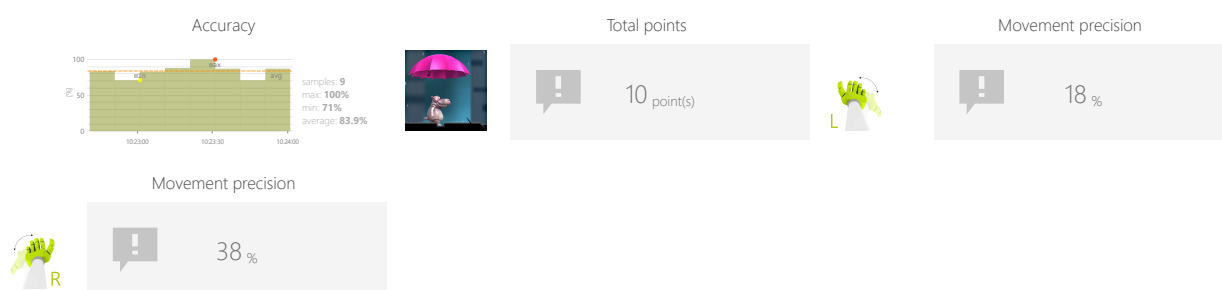 Accuracy
Total points
Movement precision
100
max
min
avg
(%)
50
0
10:23:00
10:23:30
10:24:00
samples: 9
max: 100%
min: 71%
average: 83.9%
10 point(s)
L
18 %
Movement precision
R
38 %